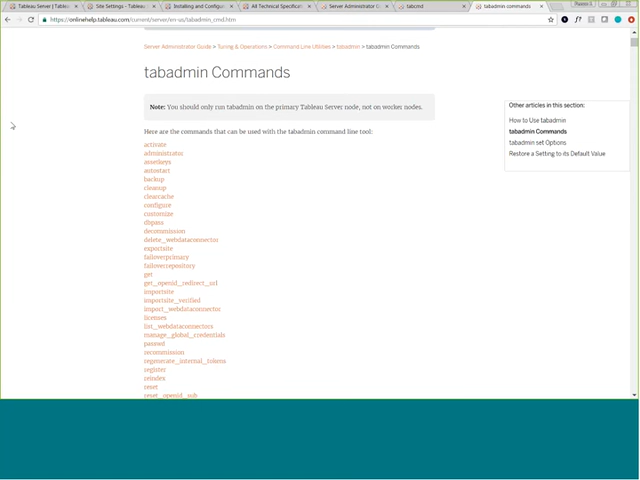 Tableau Server | Table
Site Settings - Tableau
Installing and Configur
All Technical Specificat
Server Administrator G
tabcmd
tabadmin commands
https://onlinehelp.tableau.com/current/server/en-us/tabadmin_cmd.htm
Server Administrator Guide > Tuning & Operations > Command Line Utilities > tabadmin > tabadmin Commands
tabadmin Commands
Note: You should only run tabadmin on the primary Tableau Server node, not on worker nodes.
Here are the commands that can be used with the tabadmin command line tool:
activate
administrator
assetkeys
autostart
backup
cleanup
clearcache
configure
customize
dbpass
decommission
delete_webdataconnector
exportsite
failoverprimary
failoverrepository
get
get_openid_redirect_url
importsite
importsite_verified
import_webdataconnector
licenses
list_webdataconnectors
manage_global_credentials
passwd
recommission
regenerate_internal_tokens
register
reindex
reset
reset_openid_sub
Other articles in this section:
How to Use tabadmin
tabadmin Commands
tabadmin set Options
Restore a Setting to its Default Value